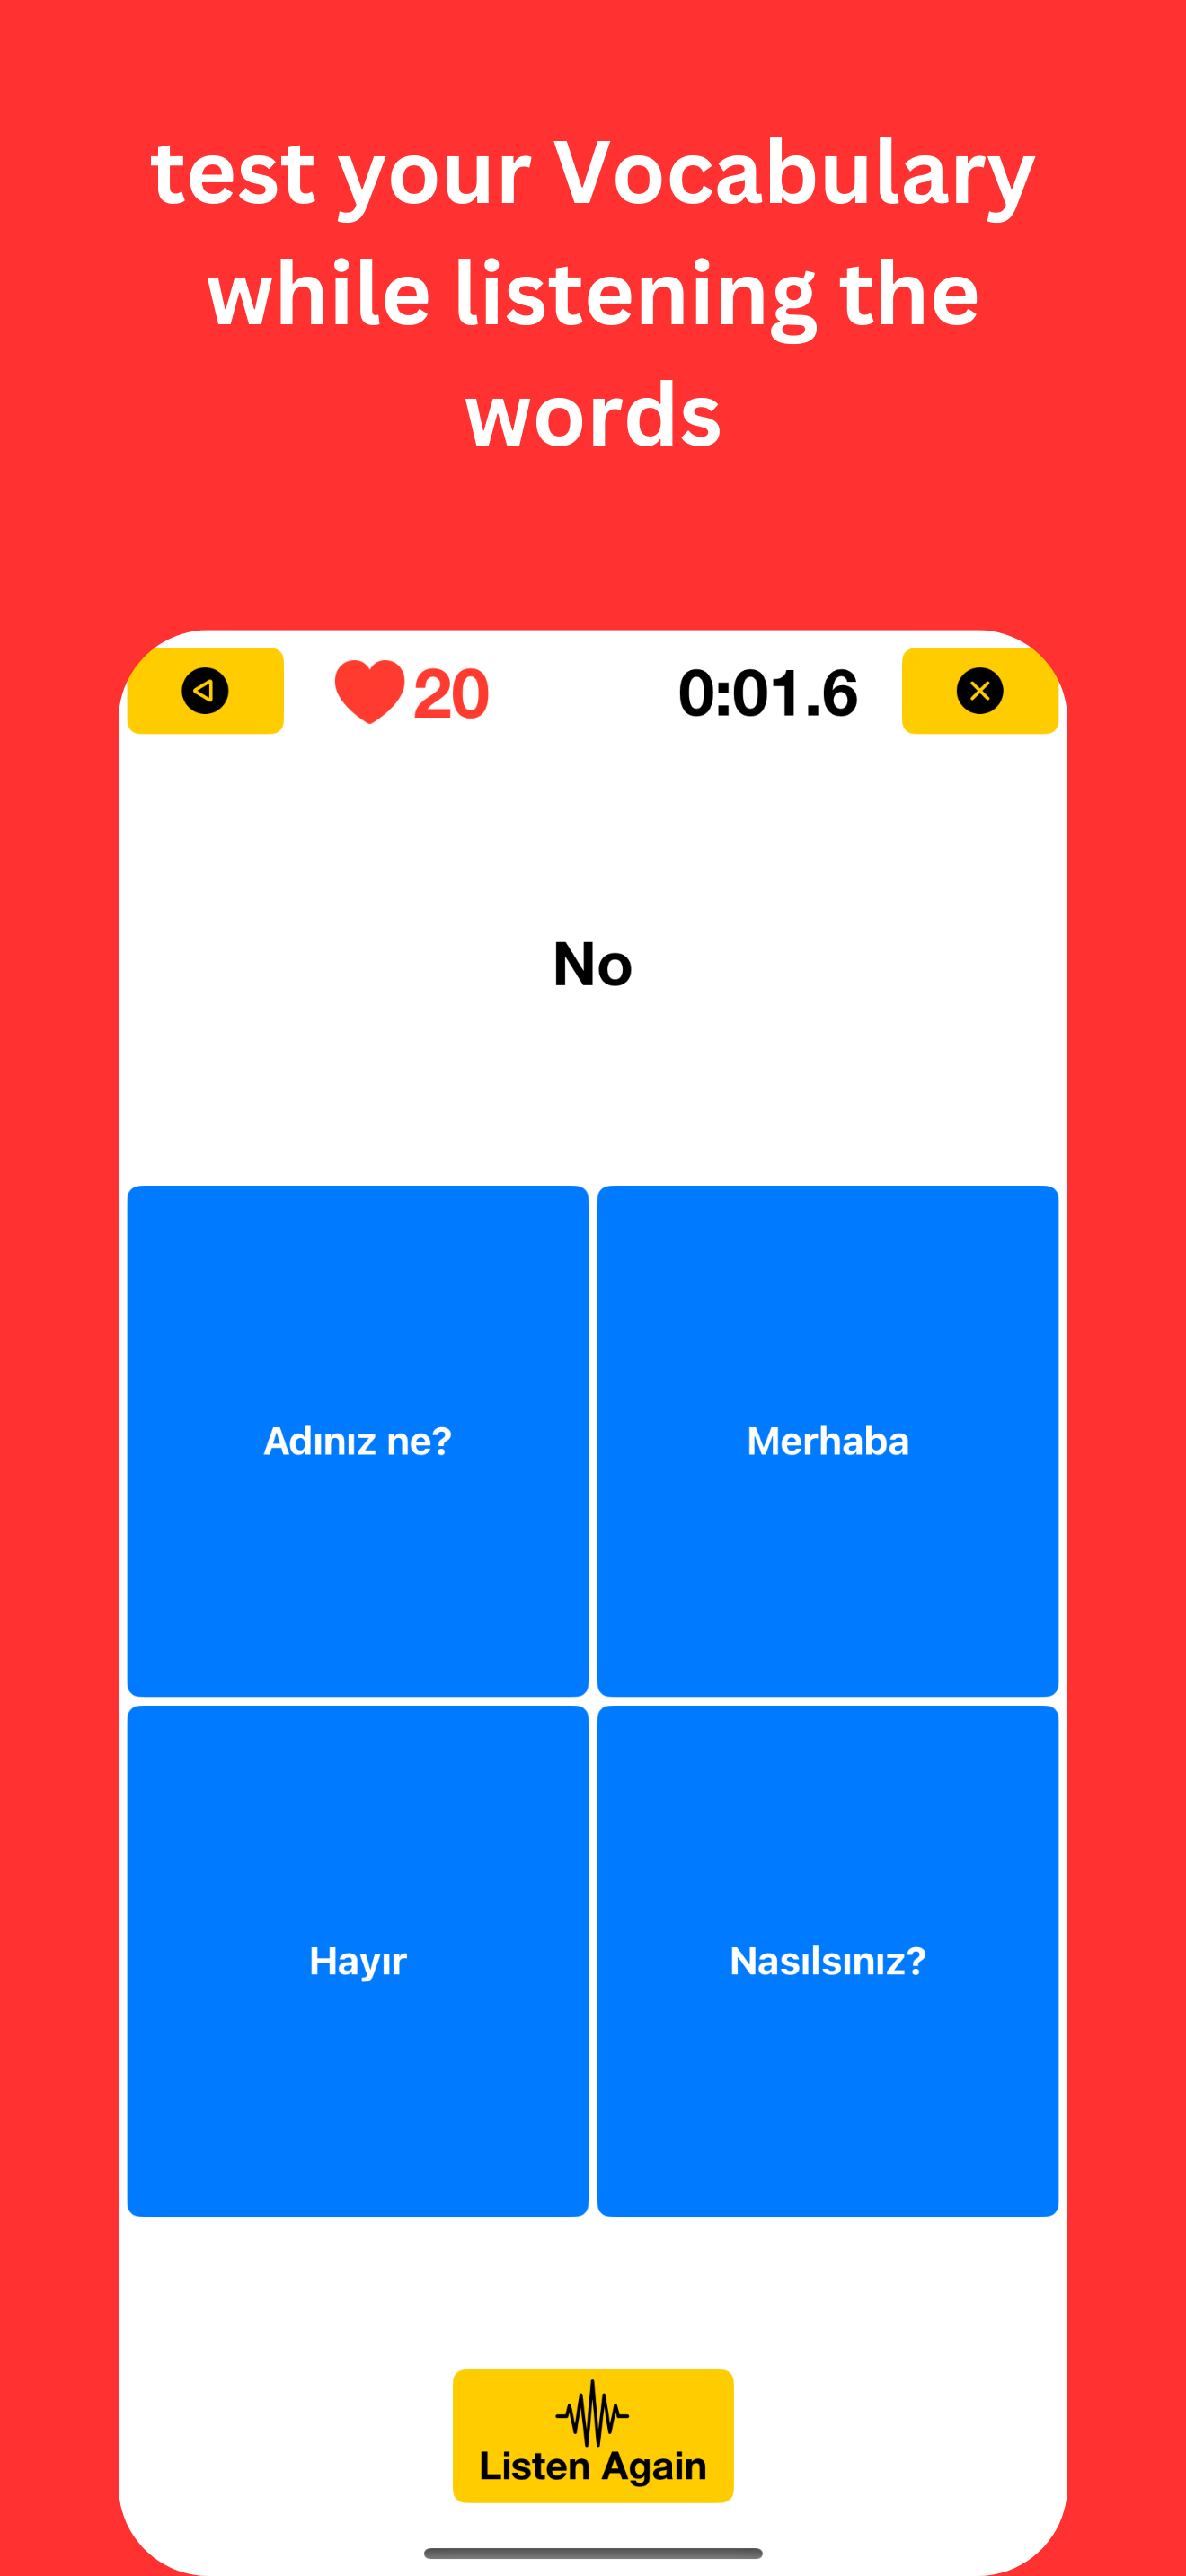 test your Vocabulary
while listening the
words
20
0:01.6
No
Adınız ne?
Merhaba
Hayır
Nasılsınız?
Listen Again